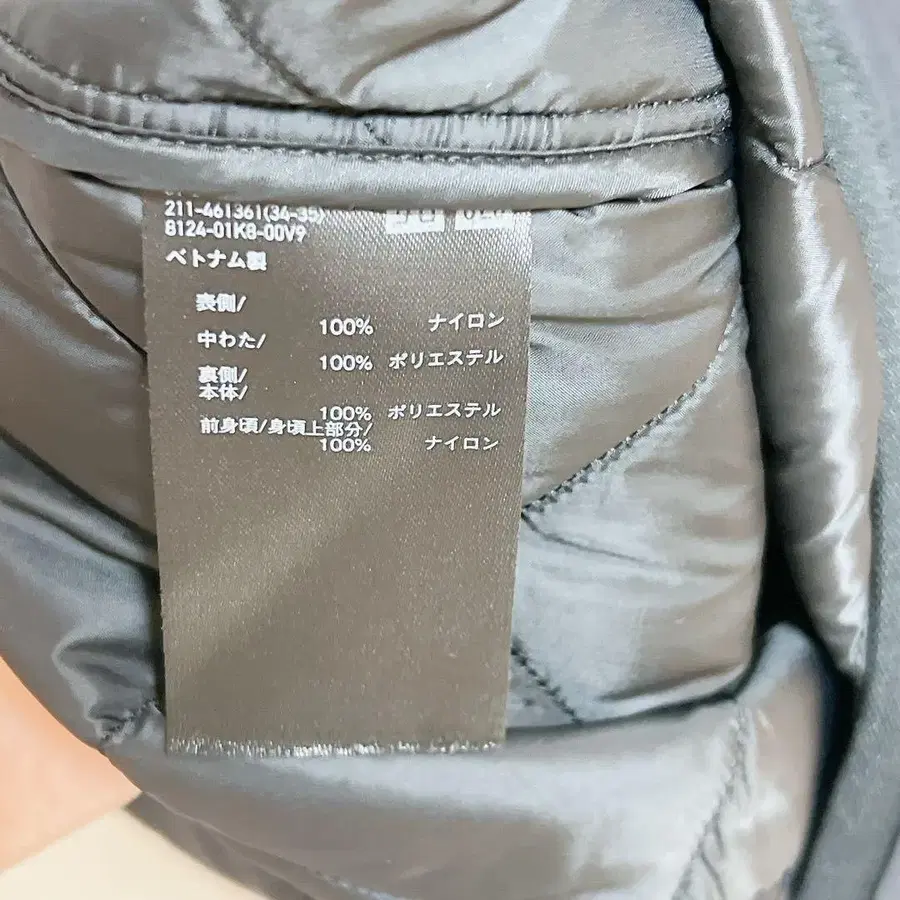 211-461361(34-35)
8124-01K8-00V9
ベトナム製
表側/
100% ナイロン
中わた/
100% ポリエステル
裏側/
本体/
100% ポリエステル
前身頃/身頃上部分/
100% ナイロン